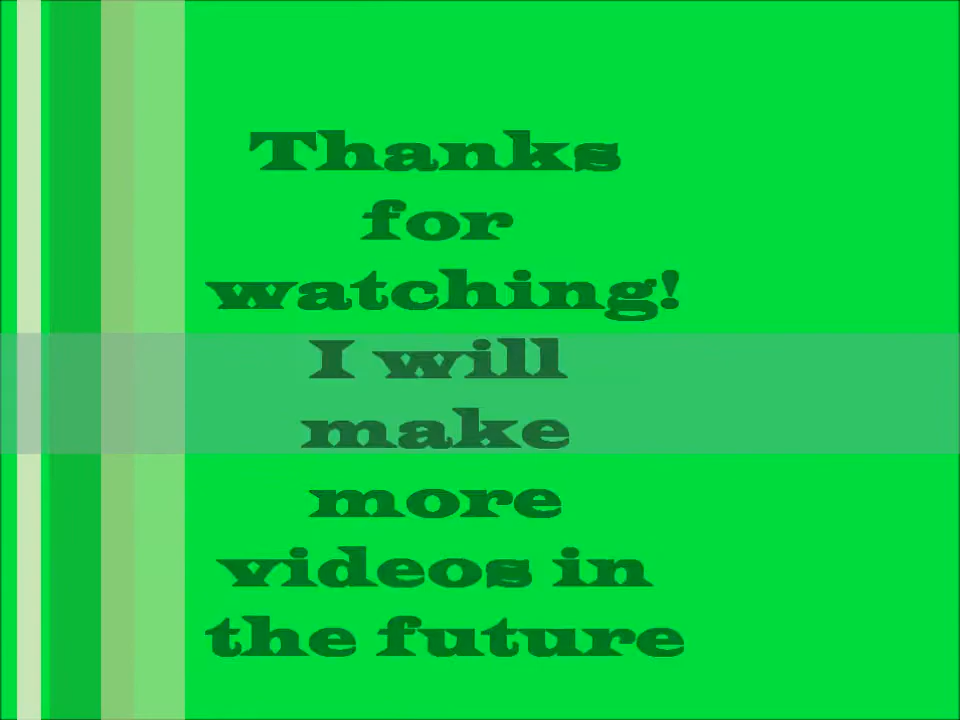 Thanks
for
watching!
I will
make
more
videos in
the future